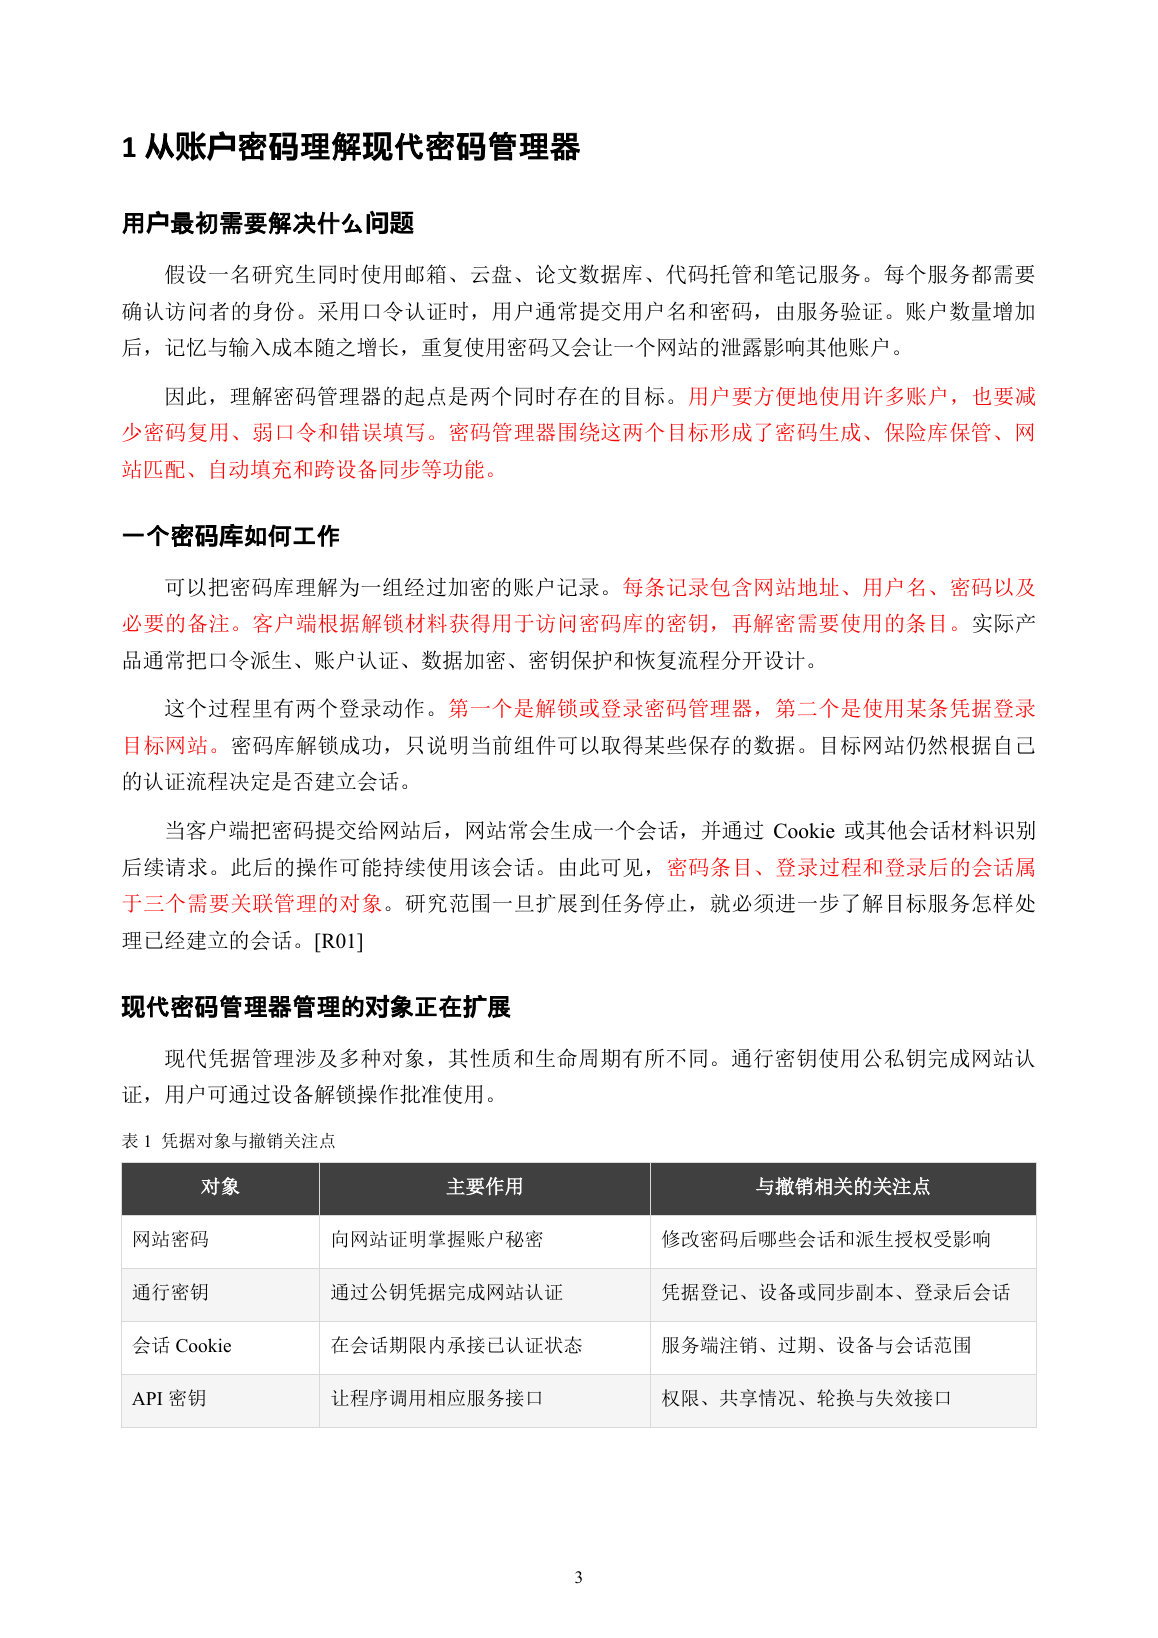 1 从账户密码理解现代密码管理器
用户最初需要解决什么问题
假设一名研究生同时使用邮箱、云盘、论文数据库、代码托管和笔记服务。每个服务都需要
确认访问者的身份。采用口令认证时，用户通常提交用户名和密码，由服务验证。账户数量增加
后，记忆与输入成本随之增长，重复使用密码又会让一个网站的泄露影响其他账户。
因此，理解密码管理器的起点是两个同时存在的目标。用户要方便地使用许多账户，也要减
少密码复用、弱口令和错误填写。密码管理器围绕这两个目标形成了密码生成、保险库保管、网
站匹配、自动填充和跨设备同步等功能。
一个密码库如何工作
可以把密码库理解为一组经过加密的账户记录。每条记录包含网站地址、用户名、密码以及
必要的备注。客户端根据解锁材料获得用于访问密码库的密钥，再解密需要使用的条目。实际产
品通常把口令派生、账户认证、数据加密、密钥保护和恢复流程分开设计。
这个过程里有两个登录动作。第一个是解锁或登录密码管理器，第二个是使用某条凭据登录
目标网站。密码库解锁成功，只说明当前组件可以取得某些保存的数据。目标网站仍然根据自己
的认证流程决定是否建立会话。
当客户端把密码提交给网站后，网站常会生成一个会话，并通过 Cookie 或其他会话材料识别
后续请求。此后的操作可能持续使用该会话。由此可见，密码条目、登录过程和登录后的会话属
于三个需要关联管理的对象。研究范围一旦扩展到任务停止，就必须进一步了解目标服务怎样处
理已经建立的会话。[R01]
现代密码管理器管理的对象正在扩展
现代凭据管理涉及多种对象，其性质和生命周期有所不同。通行密钥使用公私钥完成网站认
证，用户可通过设备解锁操作批准使用。
表 1 凭据对象与撤销关注点
对象 主要作用 与撤销相关的关注点
网站密码 向网站证明掌握账户秘密 修改密码后哪些会话和派生授权受影响
通行密钥 通过公钥凭据完成网站认证 凭据登记、设备或同步副本、登录后会话
会话 Cookie 在会话期限内承接已认证状态 服务端注销、过期、设备与会话范围
API 密钥 让程序调用相应服务接口 权限、共享情况、轮换与失效接口
3